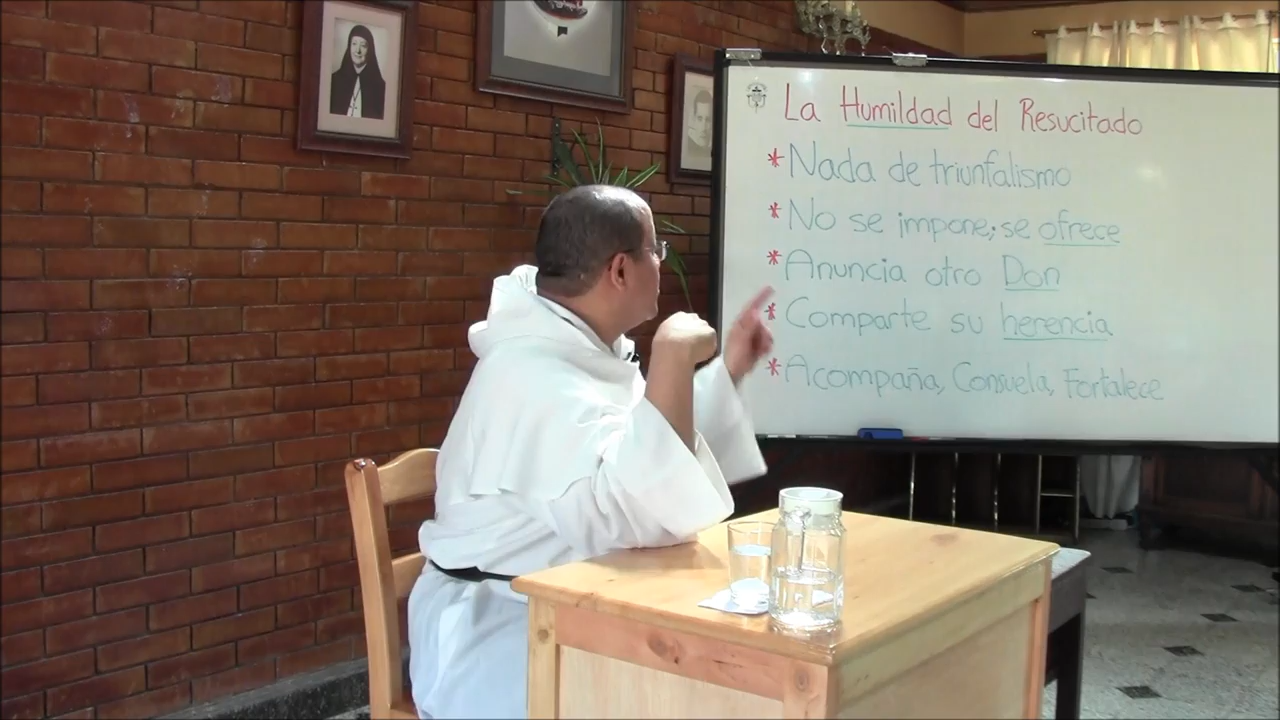 La Humildad del Resucitado
* Nada de triunfalismo
* No se impone; se ofrece
* Anuncia otro Don
* Comparte su herencia
* Acompaña, Consuela, Fortalece